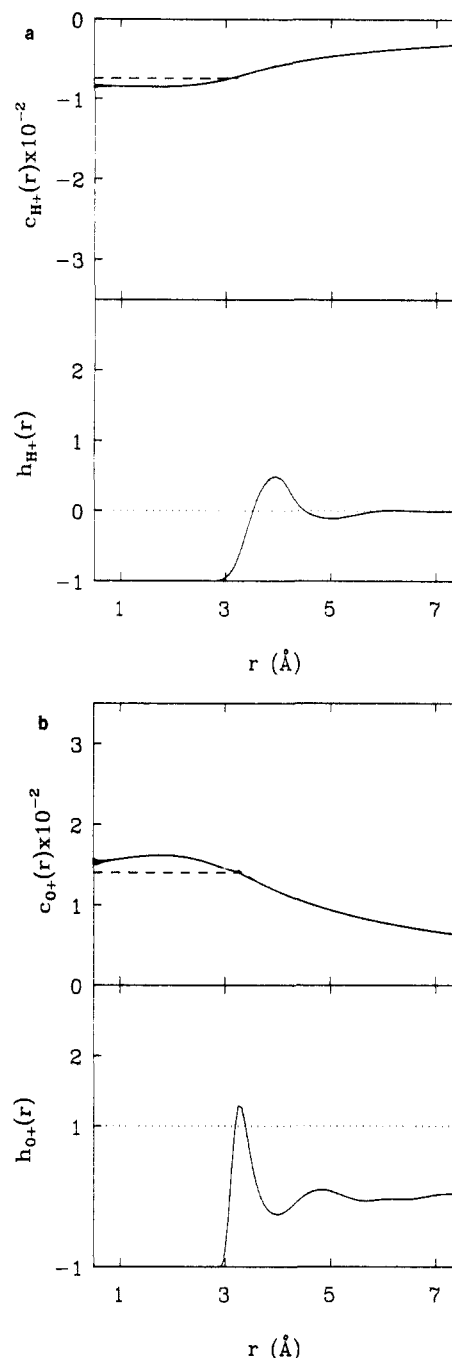 a
0
-1
-2
-3
c_{H+}(r)x10^{-2}
2
1
0
-1
h_{H+}(r)
1 3 5 7
r (Å)
b
3
2
1
0
c_{O+}(r)x10^{-2}
2
1
-1
h_{O+}(r)
1 3 5 7
r (Å)